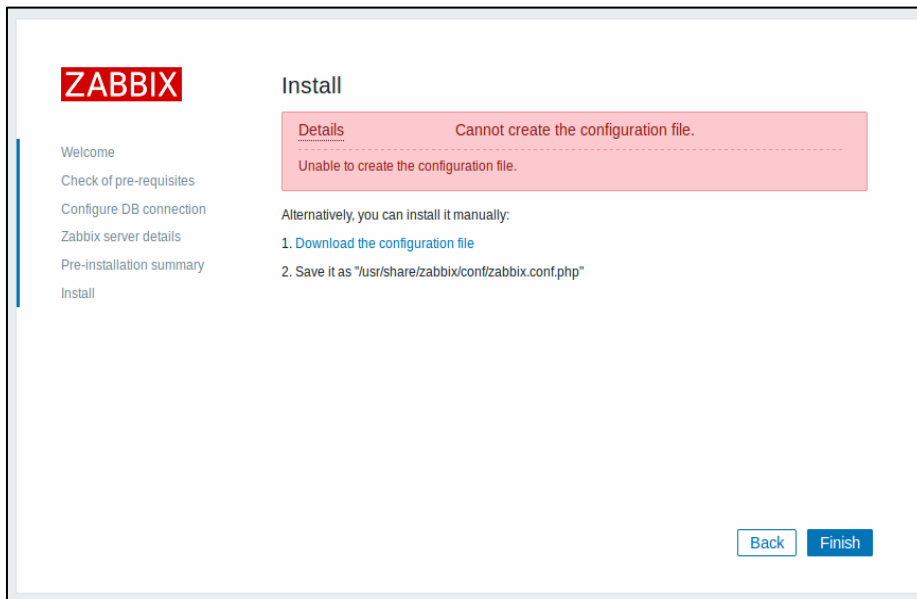 ZABBIX
Welcome
Check of pre-requisites
Configure DB connection
Zabbix server details
Pre-installation summary
Install
Install
Details Cannot create the configuration file.
Unable to create the configuration file.
Alternatively, you can install it manually:
1. Download the configuration file
2. Save it as "/usr/share/zabbix/conf/zabbix.conf.php"
Back Finish